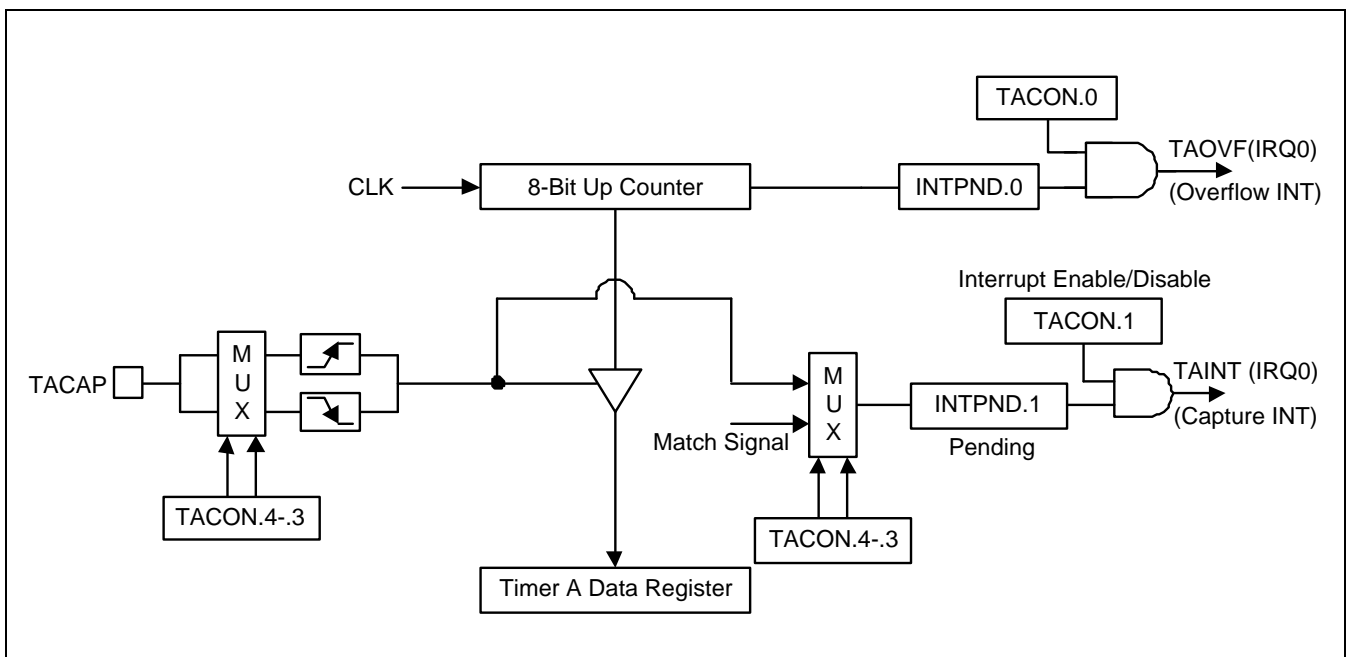 TACON.0
TAOVF(IRQ0)
(Overflow INT)
CLK
8-Bit Up Counter
INTPND.0
Interrupt Enable/Disable
TACON.1
TAINT (IRQ0)
(Capture INT)
TACAP
M
U
X
M
U
X
INTPND.1
Pending
Match Signal
TACON.4-.3
TACON.4-.3
Timer A Data Register